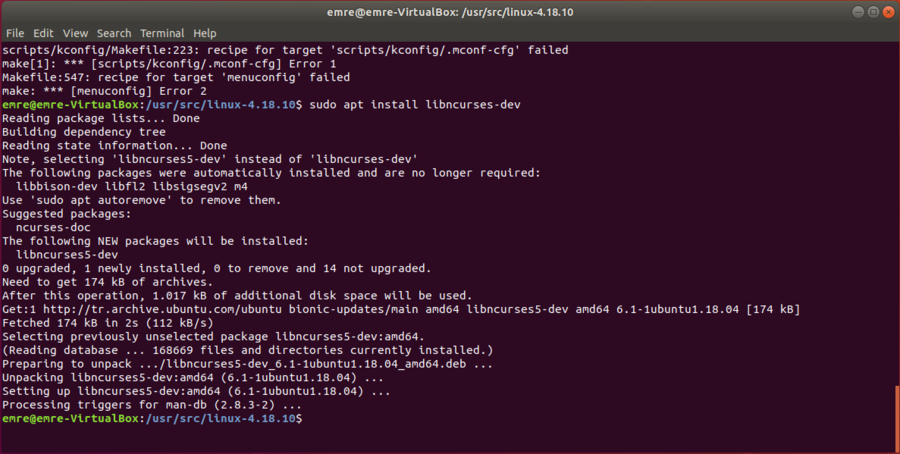 emre@emre-VirtualBox: /usr/src/linux-4.18.10
File Edit View Search Terminal Help
scripts/kconfig/Makefile:223: recipe for target 'scripts/kconfig/.mconf-cfg' failed
make[1]: *** [scripts/kconfig/.mconf-cfg] Error 1
Makefile:547: recipe for target 'menuconfig' failed
make: *** [menuconfig] Error 2
emre@emre-VirtualBox:/usr/src/linux-4.18.10$ sudo apt install libncurses-dev
Reading package lists... Done
Building dependency tree
Reading state information... Done
Note, selecting 'libncurses5-dev' instead of 'libncurses-dev'
The following packages were automatically installed and are no longer required:
  libbison-dev libfl2 libsigsegv2 m4
Use 'sudo apt autoremove' to remove them.
Suggested packages:
  ncurses-doc
The following NEW packages will be installed:
  libncurses5-dev
0 upgraded, 1 newly installed, 0 to remove and 14 not upgraded.
Need to get 174 kB of archives.
After this operation, 1.017 kB of additional disk space will be used.
Get:1 http://tr.archive.ubuntu.com/ubuntu bionic-updates/main amd64 libncurses5-dev amd64 6.1-1ubuntu1.18.04 [174 kB]
Fetched 174 kB in 2s (112 kB/s)
Selecting previously unselected package libncurses5-dev:amd64.
(Reading database ... 168669 files and directories currently installed.)
Preparing to unpack .../libncurses5-dev_6.1-1ubuntu1.18.04_amd64.deb ...
Unpacking libncurses5-dev:amd64 (6.1-1ubuntu1.18.04) ...
Setting up libncurses5-dev:amd64 (6.1-1ubuntu1.18.04) ...
Processing triggers for man-db (2.8.3-2) ...
emre@emre-VirtualBox:/usr/src/linux-4.18.10$